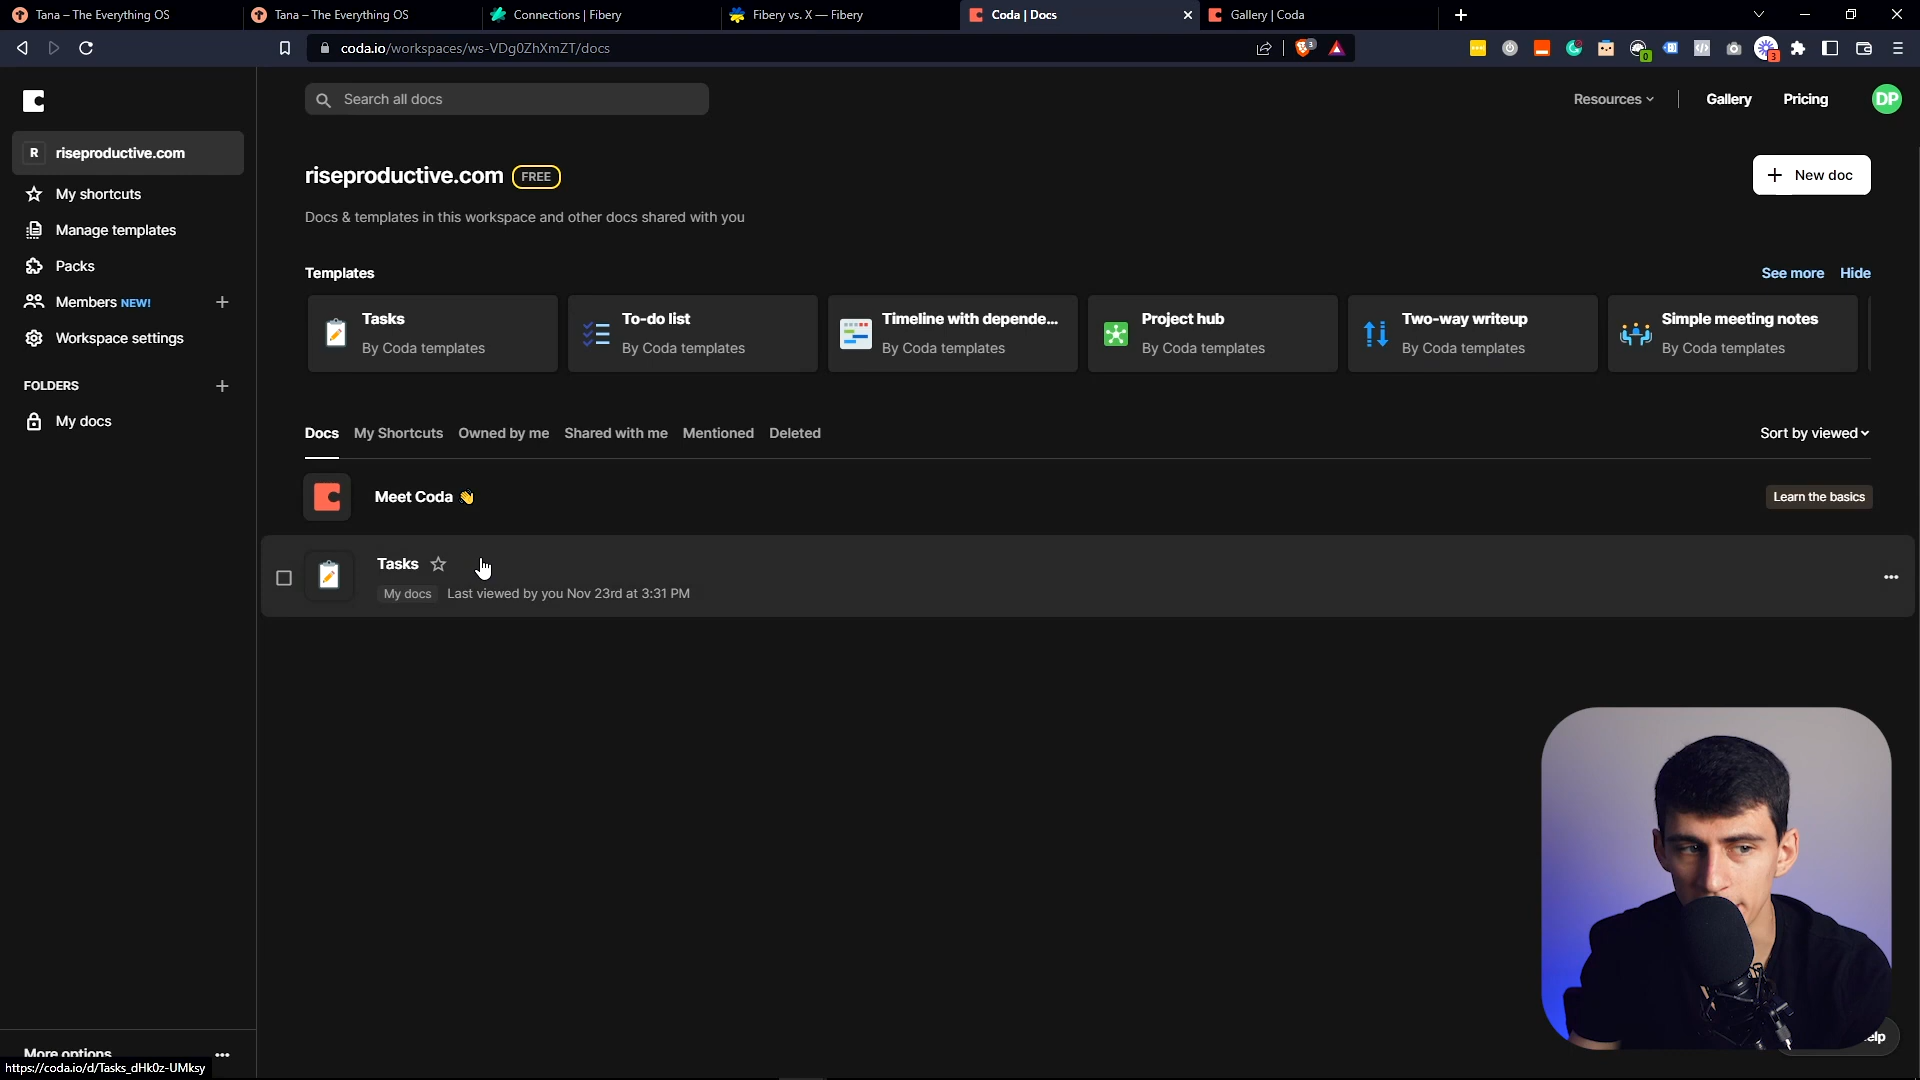 Tana – The Everything OS
Tana – The Everything OS
Connections | Fibery
Fibery vs. X — Fibery
Coda | Docs
Gallery | Coda
coda.io/workspaces/ws-VDg0ZhXmZT/docs
3
0
3
Search all docs
Resources
Gallery
Pricing
DP
R
riseproductive.com
My shortcuts
Manage templates
Packs
Members NEW!
Workspace settings
FOLDERS
My docs
riseproductive.com FREE
New doc
Docs & templates in this workspace and other docs shared with you
Templates
See more
Hide
Tasks
By Coda templates
To-do list
By Coda templates
Timeline with depende...
By Coda templates
Project hub
By Coda templates
Two-way writeup
By Coda templates
Simple meeting notes
By Coda templates
Docs
My Shortcuts
Owned by me
Shared with me
Mentioned
Deleted
Sort by viewed
Meet Coda 👋
Learn the basics
Tasks
My docs
Last viewed by you Nov 23rd at 3:31 PM
More options
https://coda.io/d/Tasks_dHk0z-UMksy